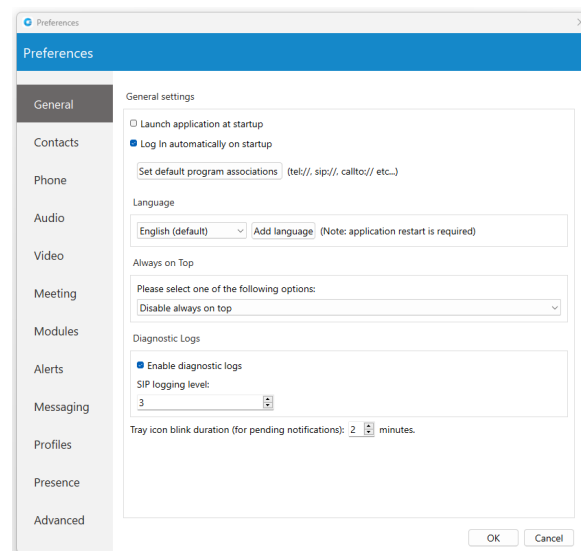 Preferences
Preferences
General
Contacts
Phone
Audio
Video
Meeting
Modules
Alerts
Messaging
Profiles
Presence
Advanced
General settings
Launch application at startup
Log In automatically on startup
Set default program associations (tel://, sip://, callto:// etc...)
Language
English (default) Add language (Note: application restart is required)
Always on Top
Please select one of the following options:
Disable always on top
Diagnostic Logs
Enable diagnostic logs
SIP logging level:
3
Tray icon blink duration (for pending notifications): 2 minutes.
OK Cancel